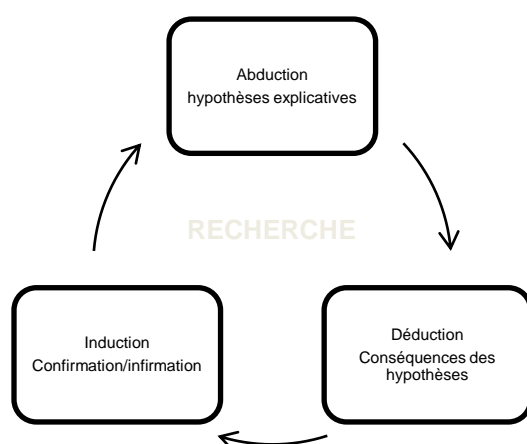 Abduction
hypothèses explicatives
RECHERCHE
Induction
Confirmation/infirmation
Déduction
Conséquences des
hypothèses